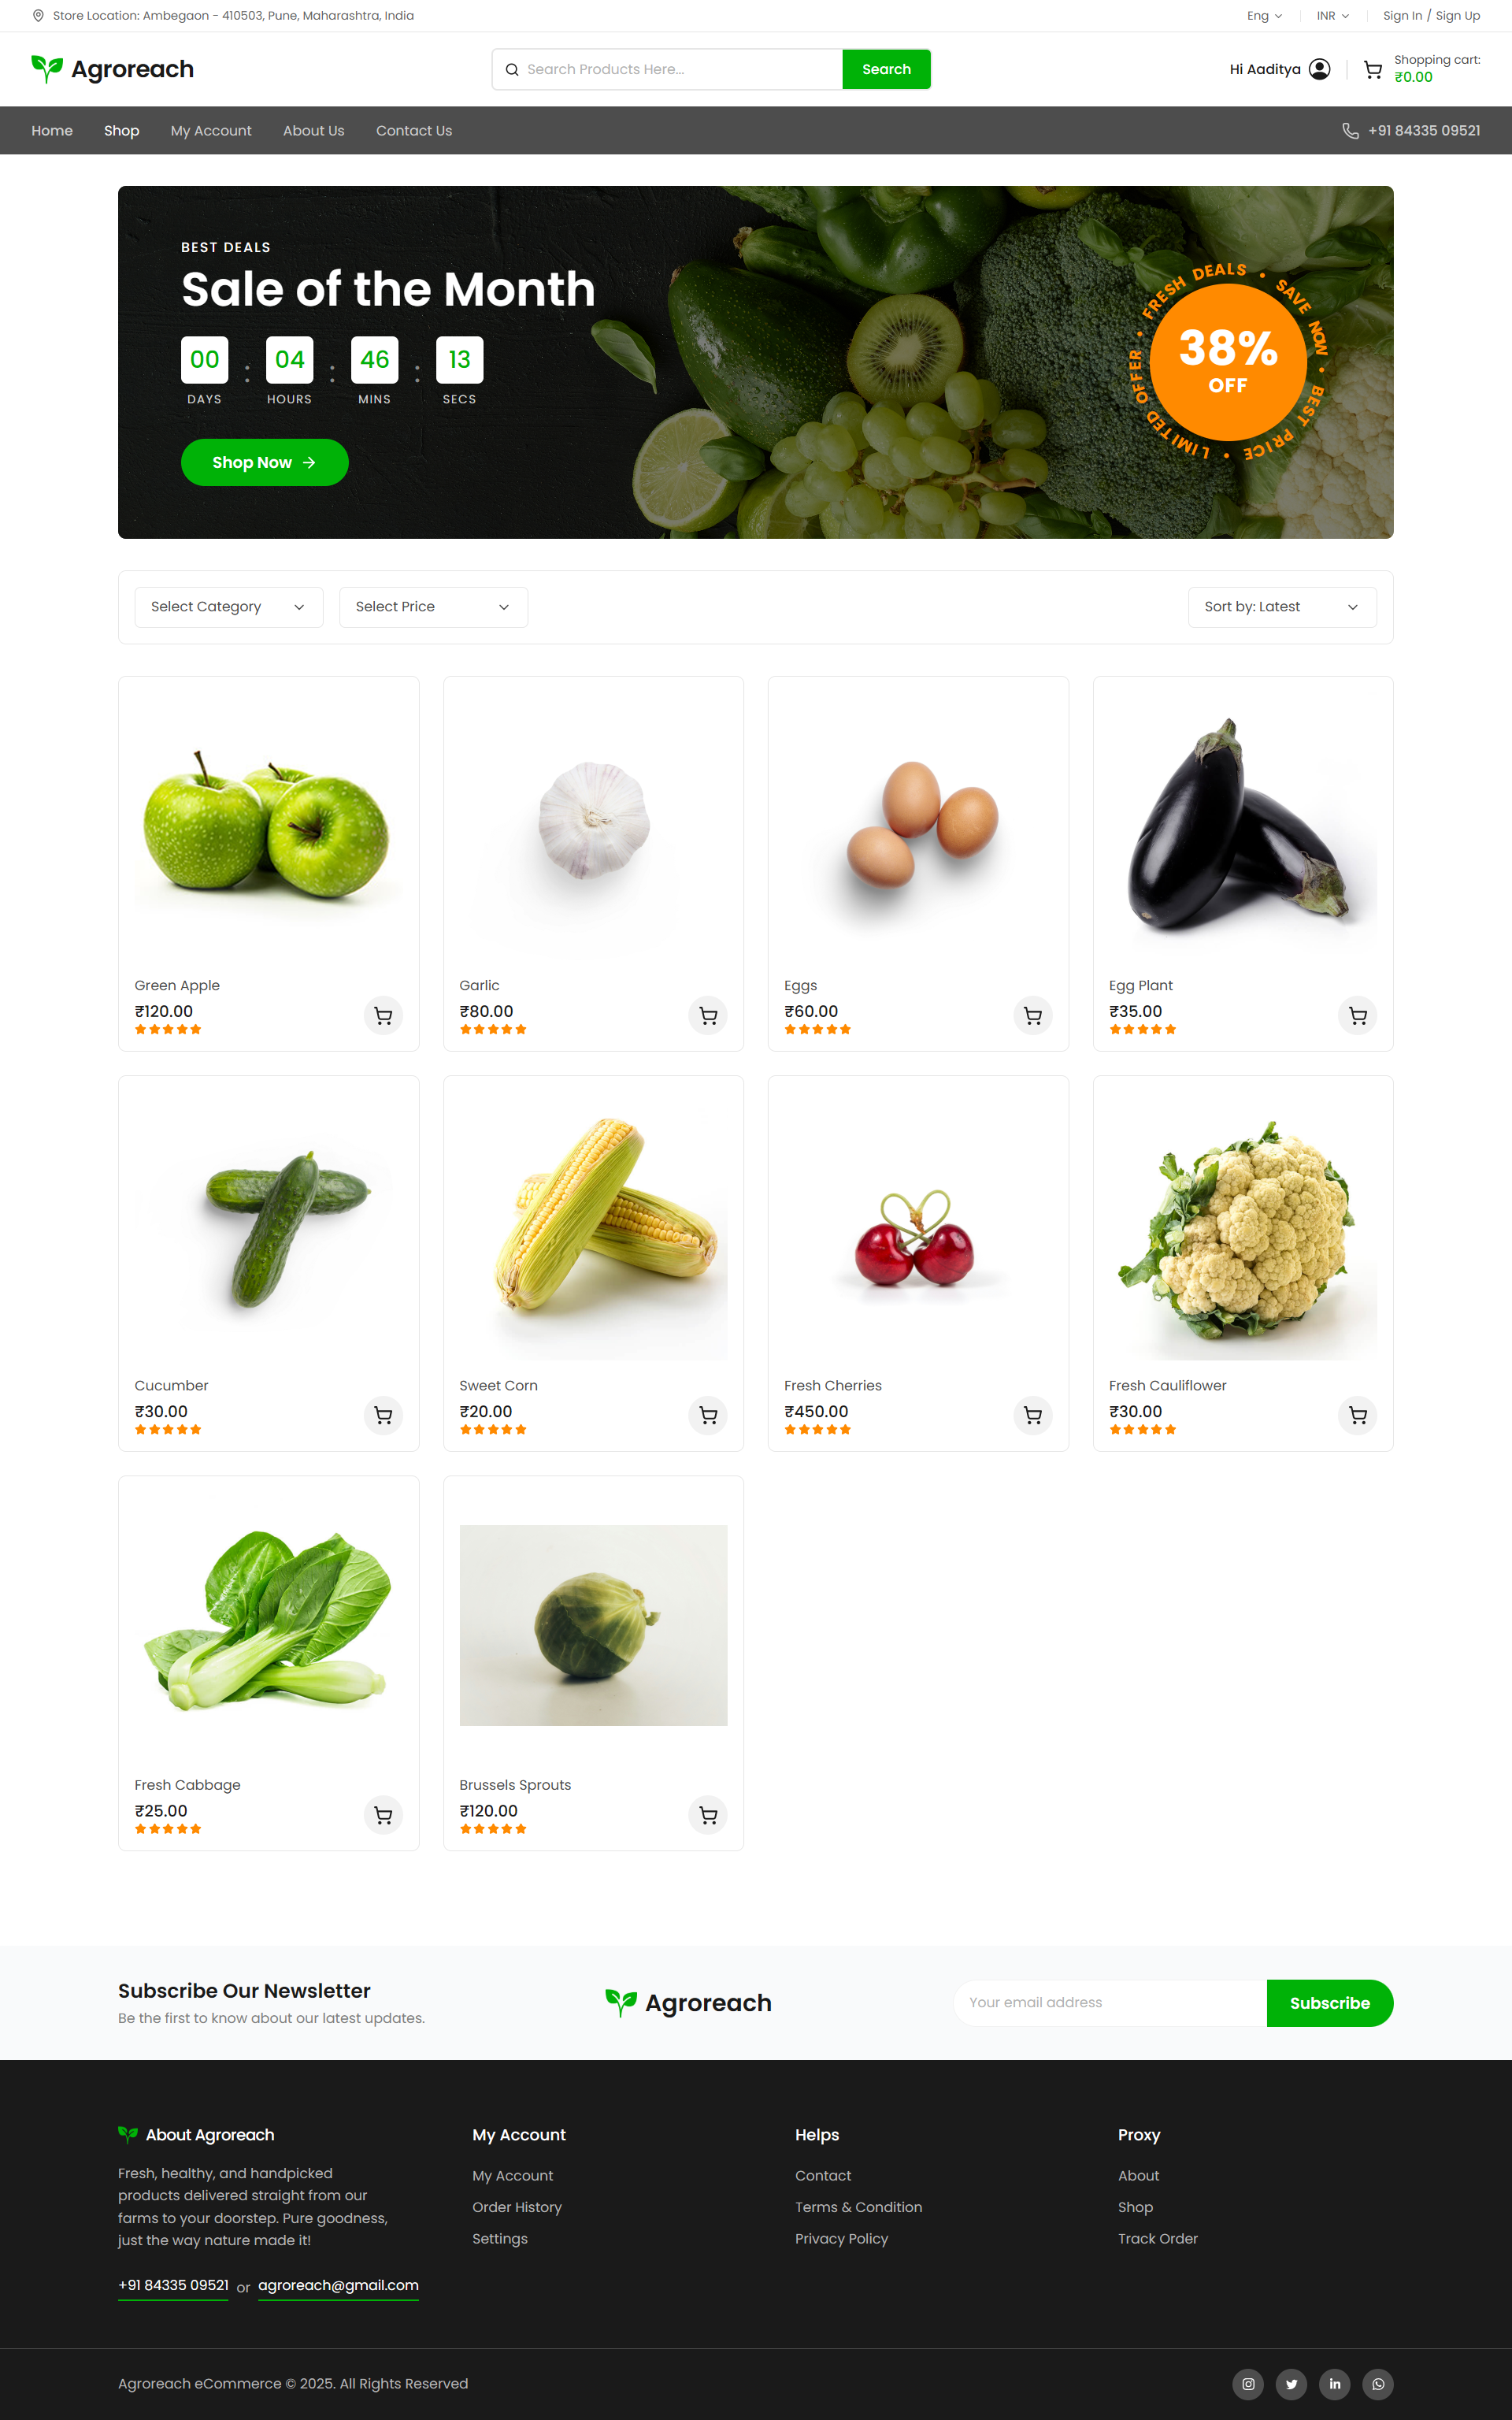 Store Location: Ambegaon - 410503, Pune, Maharashtra, India
Eng
INR
Sign In / Sign Up
Agroreach
Search Products Here...
Search
Hi Aaditya
Shopping cart:
₹0.00
Home
Shop
My Account
About Us
Contact Us
+91 84335 09521
BEST DEALS
Sale of the Month
00 : 04 : 46 : 13
DAYS HOURS MINS SECS
Shop Now
FRESH DEALS • SAVE NOW • BEST PRICE • LIMITED OFFER •
38%
OFF
Select Category
Select Price
Sort by: Latest
Green Apple
₹120.00
Garlic
₹80.00
Eggs
₹60.00
Egg Plant
₹35.00
Cucumber
₹30.00
Sweet Corn
₹20.00
Fresh Cherries
₹450.00
Fresh Cauliflower
₹30.00
Fresh Cabbage
₹25.00
Brussels Sprouts
₹120.00
Subscribe Our Newsletter
Be the first to know about our latest updates.
Agroreach
Your email address
Subscribe
About Agroreach
Fresh, healthy, and handpicked
products delivered straight from our
farms to your doorstep. Pure goodness,
just the way nature made it!
+91 84335 09521 or agroreach@gmail.com
My Account
My Account
Order History
Settings
Helps
Contact
Terms & Condition
Privacy Policy
Proxy
About
Shop
Track Order
Agroreach eCommerce © 2025. All Rights Reserved